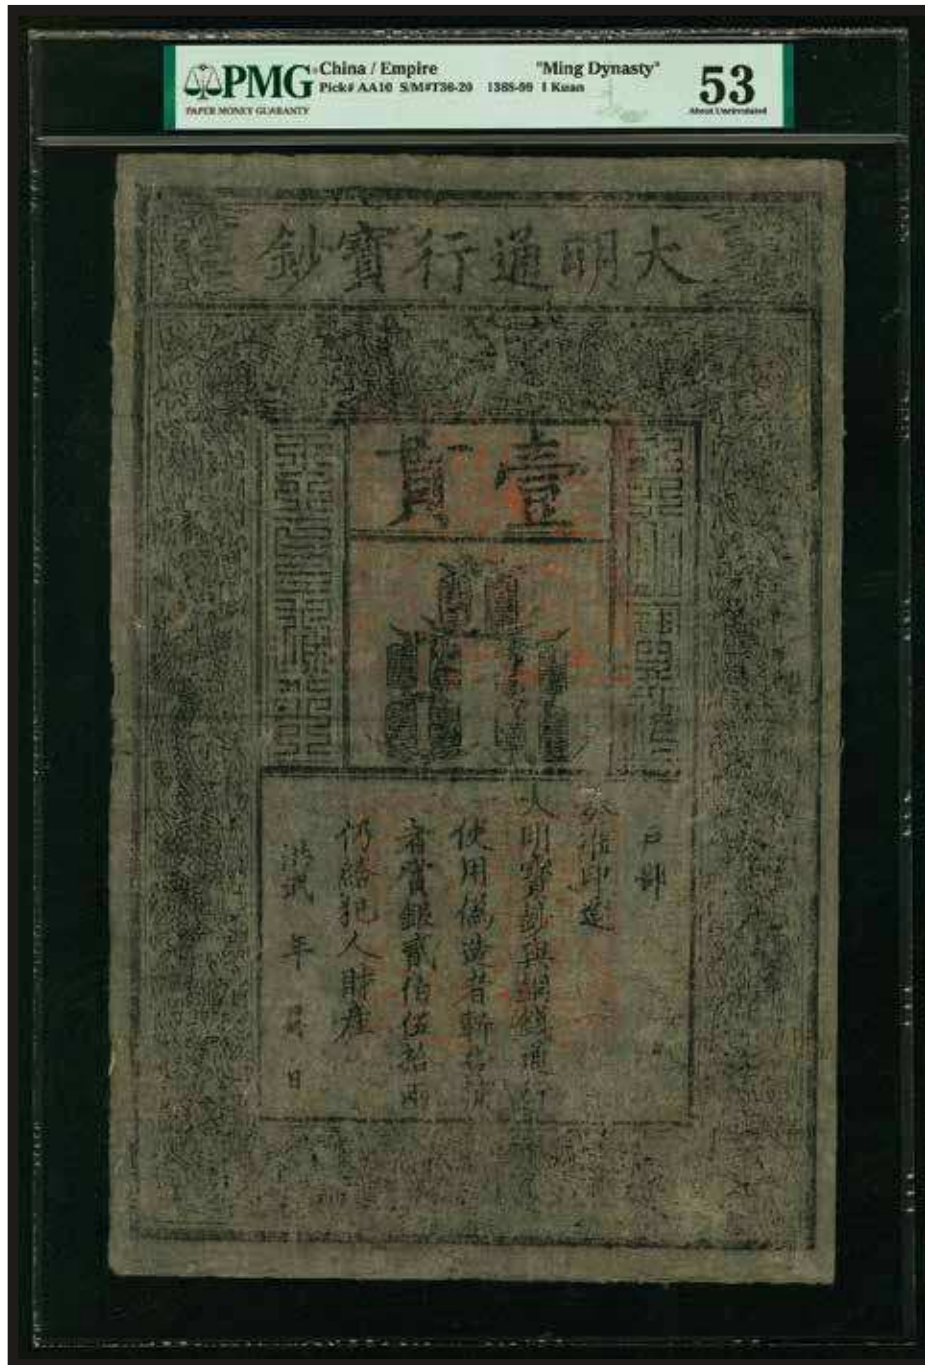 PMG
PAPER MONEY GUARANTY
China / Empire "Ming Dynasty"
Pick# AA10 S/M#T36-20 1368-99 1 Kuan
53
About Uncirculated
大明通行寶鈔
壹貫
戶部
奏准印造
大明寶鈔與銅錢通行
使用偽造者斬告捕
者賞銀貳佰伍拾兩
仍給犯人財產
洪武 年 月 日